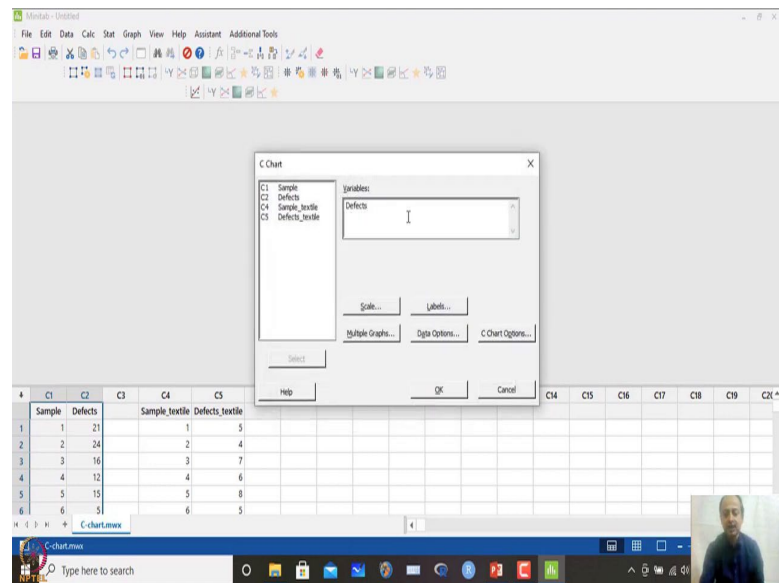 Minitab - Untitled
File Edit Data Calc Stat Graph View Help Assistant Additional Tools
C Chart X
C1 Sample
C2 Defects
C4 Sample_textile
C5 Defects_textile
Variables:
Defects
Scale... Labels...
Multiple Graphs... Data Options... C Chart Options...
Select
Help OK Cancel
C1 C2 C3 C4 C5 C14 C15 C16 C17 C18 C19 C20
Sample Defects Sample_textile Defects_textile
1 1 21 1 5
2 2 24 2 4
3 3 16 3 7
4 4 12 4 6
5 5 15 5 8
6 6 5 6 5
C-chart.mwx
C-chart.mwx
Type here to search
NPTEL